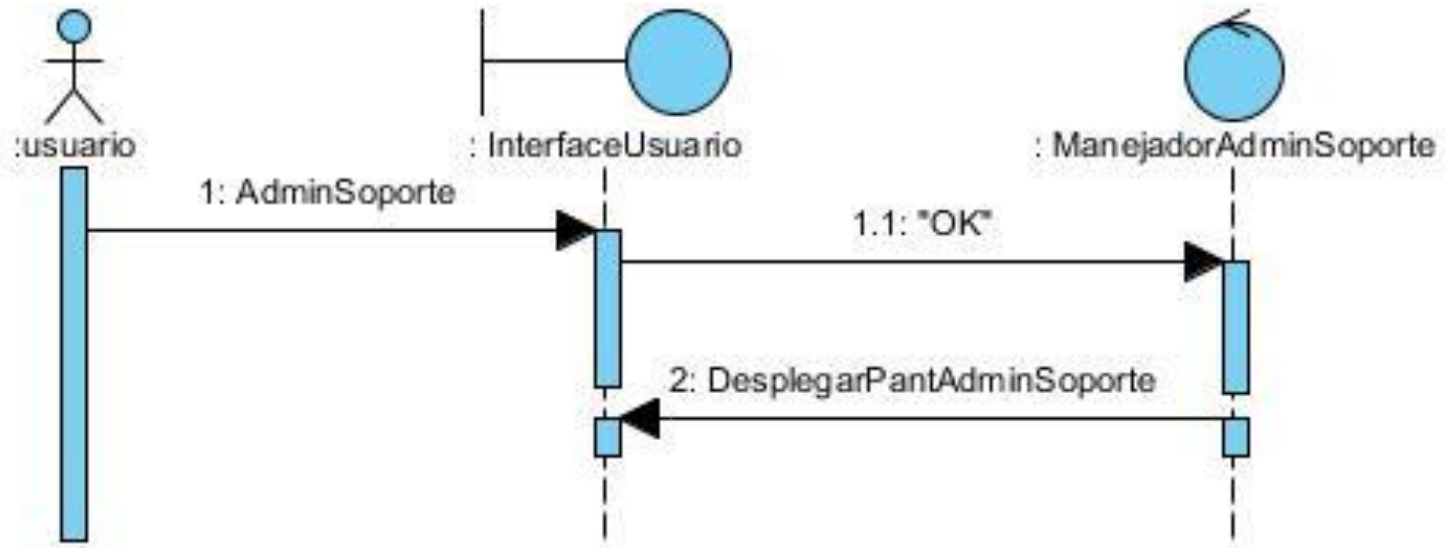 :usuario
: InterfaceUsuario
: ManejadorAdminSoporte
1: AdminSoporte
1.1: "OK"
2: DesplegarPantAdminSoporte